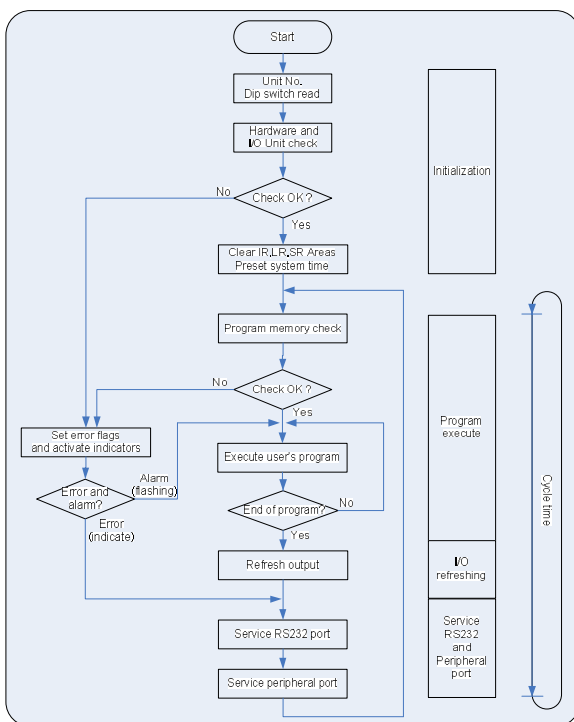 Start
Unit No.
Dip switch read
Hardware and
I/O Unit check
Initialization
No
Check OK?
Yes
Clear IR,LR,SR Areas
Preset system time
Program memory check
No
Check OK?
Yes
Program
execute
Set error flags
and activate indicators
Alarm
(flashing)
Execute user's program
Cycle time
Error and
alarm?
End of program?
No
Error
(indicate)
Yes
Refresh output
I/O
refreshing
Service RS232 port
Service
RS232
and
Peripheral
port
Service peripheral port